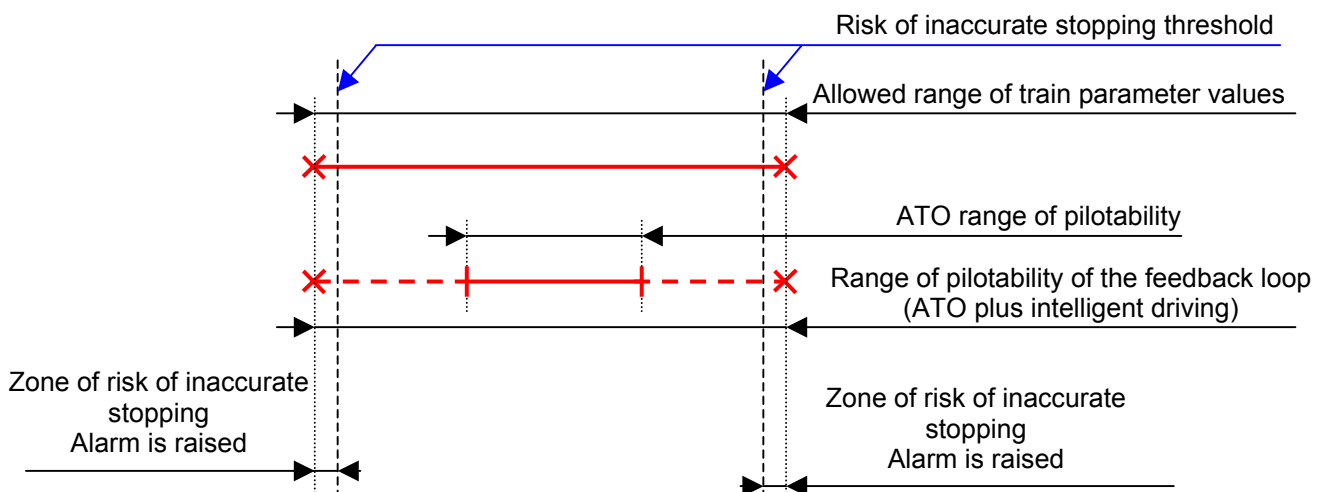 Risk of inaccurate stopping threshold
Allowed range of train parameter values
ATO range of pilotability
Range of pilotability of the feedback loop
(ATO plus intelligent driving)
Zone of risk of inaccurate
stopping
Alarm is raised
Zone of risk of inaccurate
stopping
Alarm is raised